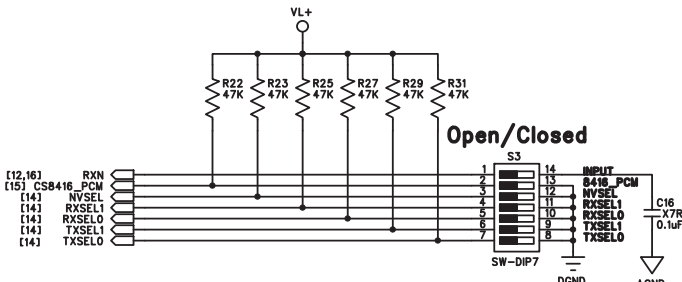 VL+
R22 R23 R25 R27 R29 R31
47K 47K 47K 47K 47K 47K
Open/Closed
S3
[12,16] RXN 1 14 INPUT
[15] CS8416_PCM 2 13 8416_PCM
[14] NVSEL 3 12 NVSEL
[14] RXSEL1 4 11 RXSEL1
[14] RXSEL0 5 10 RXSEL0
[14] TXSEL1 6 9 TXSEL1
[14] TXSEL0 7 8 TXSEL0
C16
X7R
0.1uF
SW-DIP7
DGND
AGND